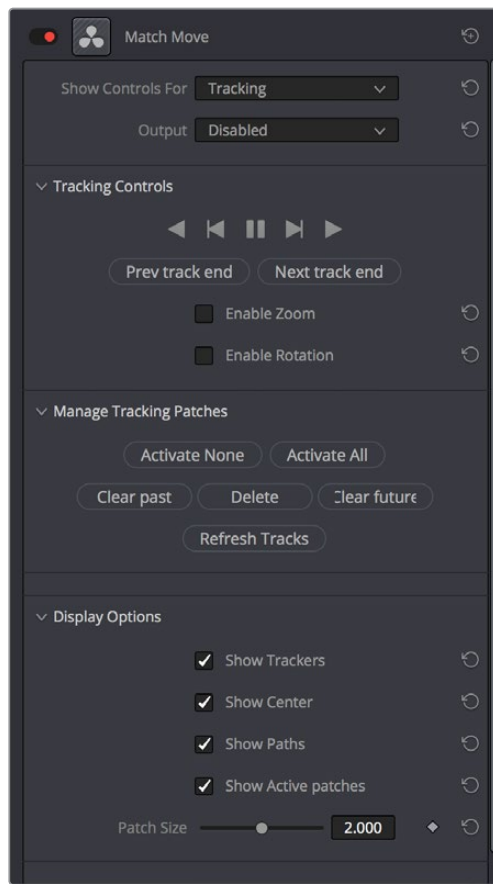 Match Move
Show Controls For Tracking
Output Disabled
Tracking Controls
Prev track end Next track end
Enable Zoom
Enable Rotation
Manage Tracking Patches
Activate None Activate All
Clear past Delete Clear future
Refresh Tracks
Display Options
Show Trackers
Show Center
Show Paths
Show Active patches
Patch Size 2.000